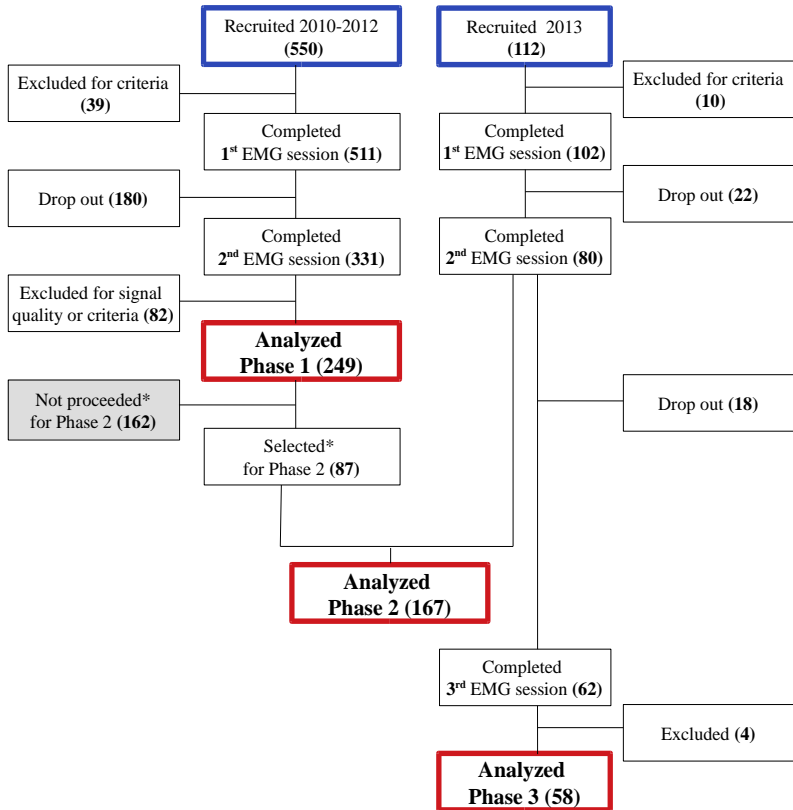 Recruited 2010-2012
(550)
Recruited 2013
(112)
Excluded for criteria
(39)
Excluded for criteria
(10)
Completed
1st EMG session (511)
Completed
1st EMG session (102)
Drop out (180)
Drop out (22)
Completed
2nd EMG session (331)
Completed
2nd EMG session (80)
Excluded for signal
quality or criteria (82)
Analyzed
Phase 1 (249)
Not proceeded*
for Phase 2 (162)
Drop out (18)
Selected*
for Phase 2 (87)
Analyzed
Phase 2 (167)
Completed
3rd EMG session (62)
Excluded (4)
Analyzed
Phase 3 (58)